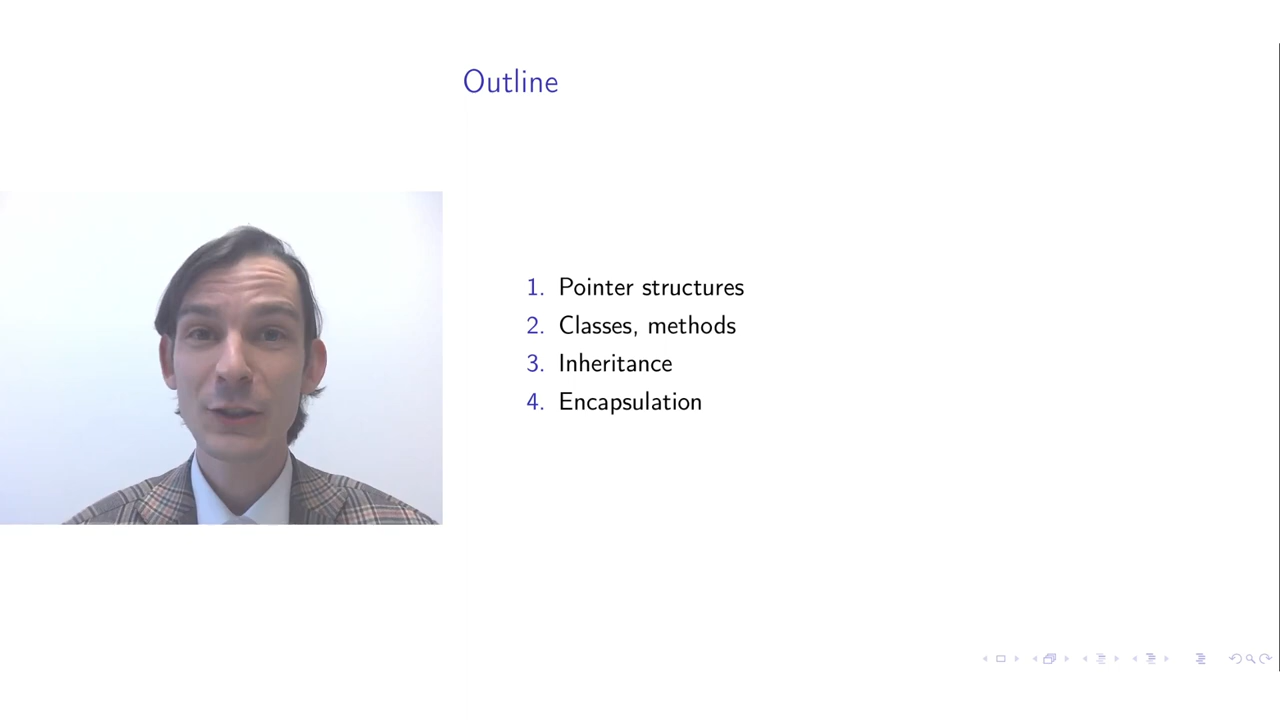 Outline
1. Pointer structures
2. Classes, methods
3. Inheritance
4. Encapsulation